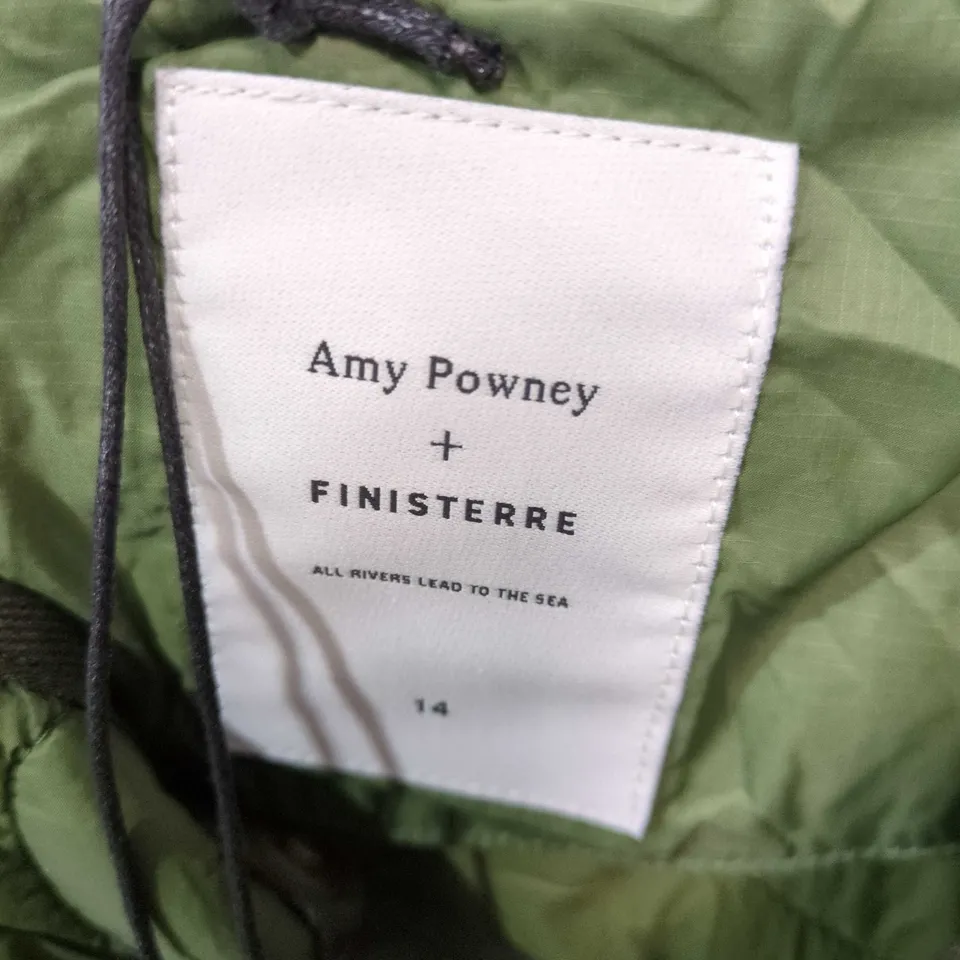 Amy Powney
+
FINISTERRE
ALL RIVERS LEAD TO THE SEA
14